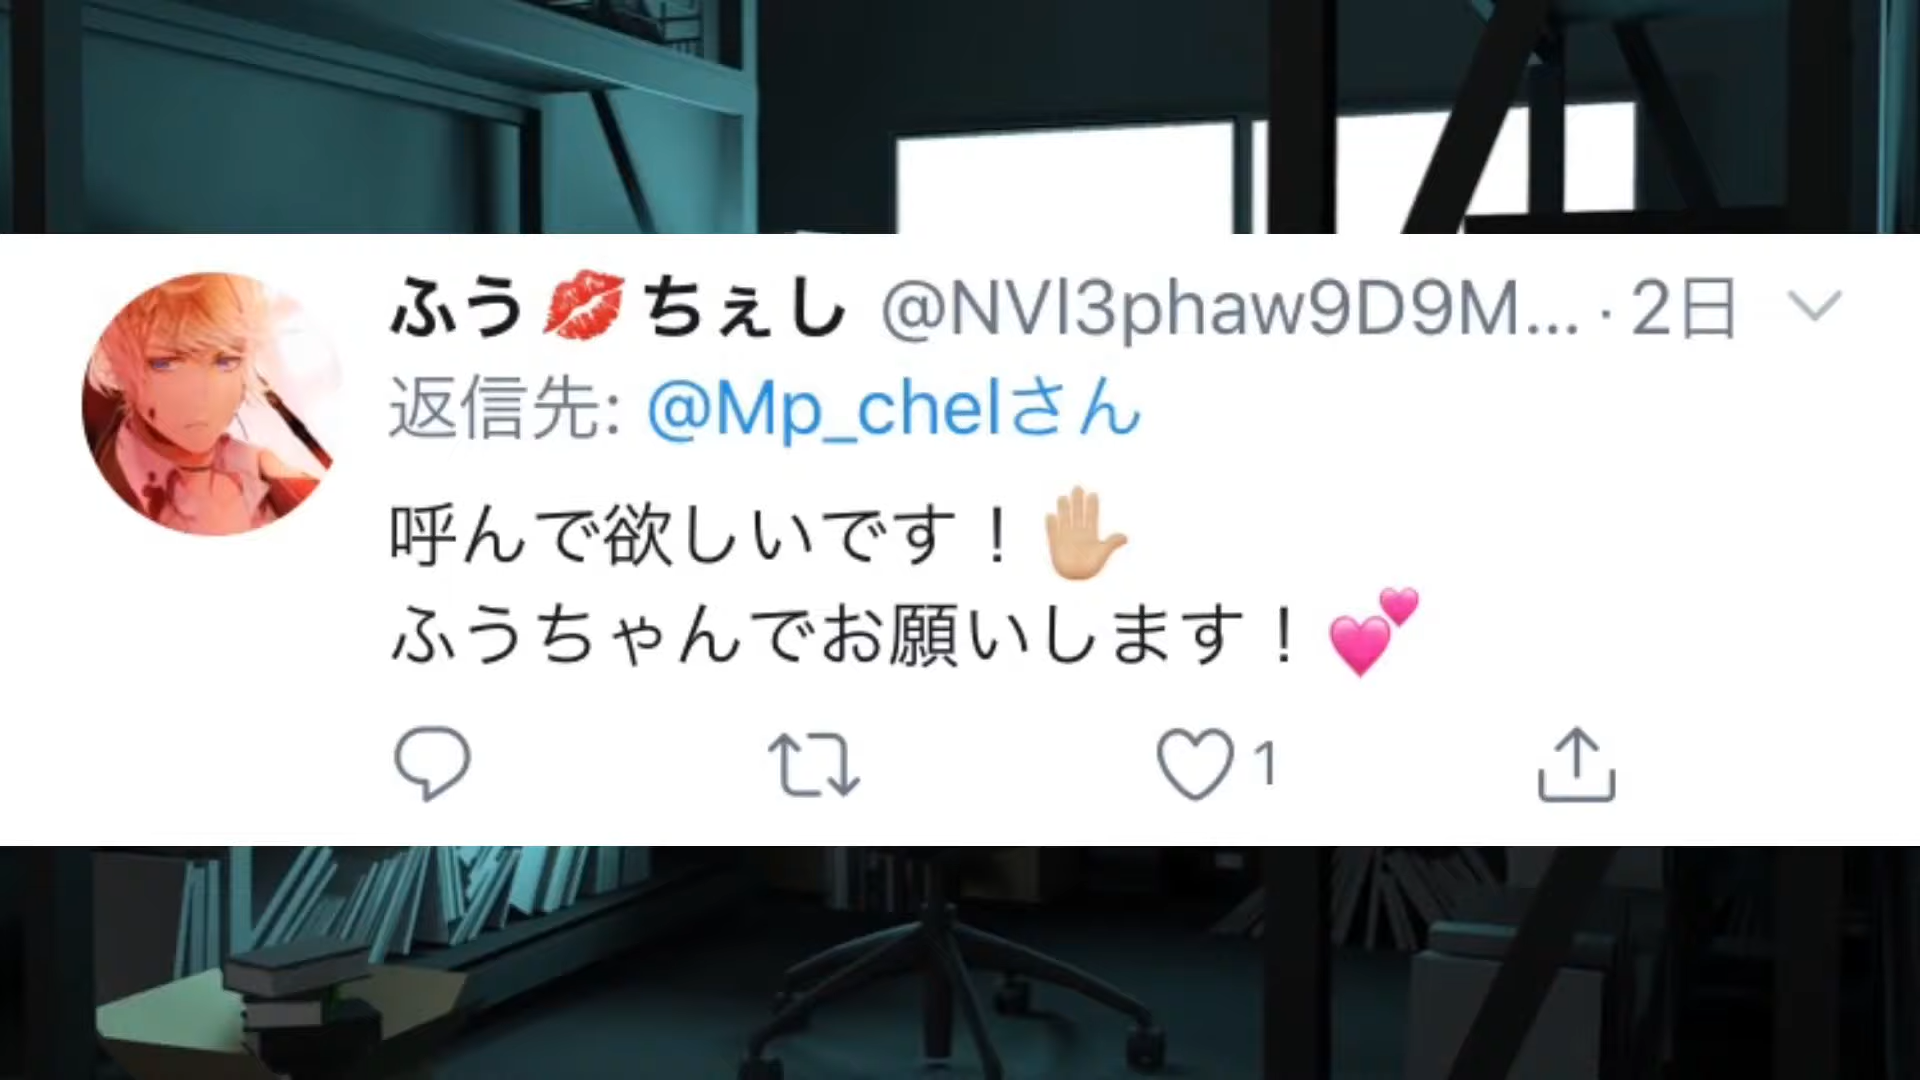 ふう💋ちぇし @NVl3phaw9D9M... · 2日
返信先: @Mp_chelさん
呼んで欲しいです！✋🏼
ふうちゃんでお願いします！💕
1